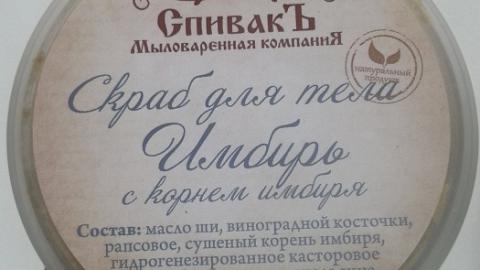 СпивакЪ
Мыловаренная компаниЯ
натуральный
продукт
Скраб для тела
Имбирь
с корнем имбиря
Состав: масло ши, виноградной косточки,
рапсовое, сушеный корень имбиря,
гидрогенезированное касторовое